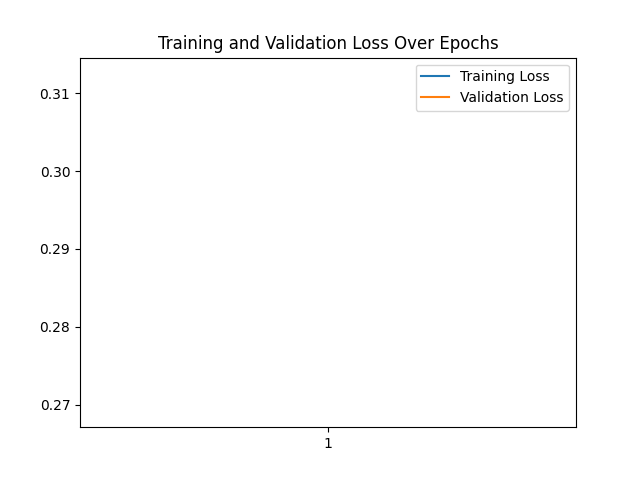 Training and Validation Loss Over Epochs
Training Loss
Validation Loss
0.31
0.30
0.29
0.28
0.27
1